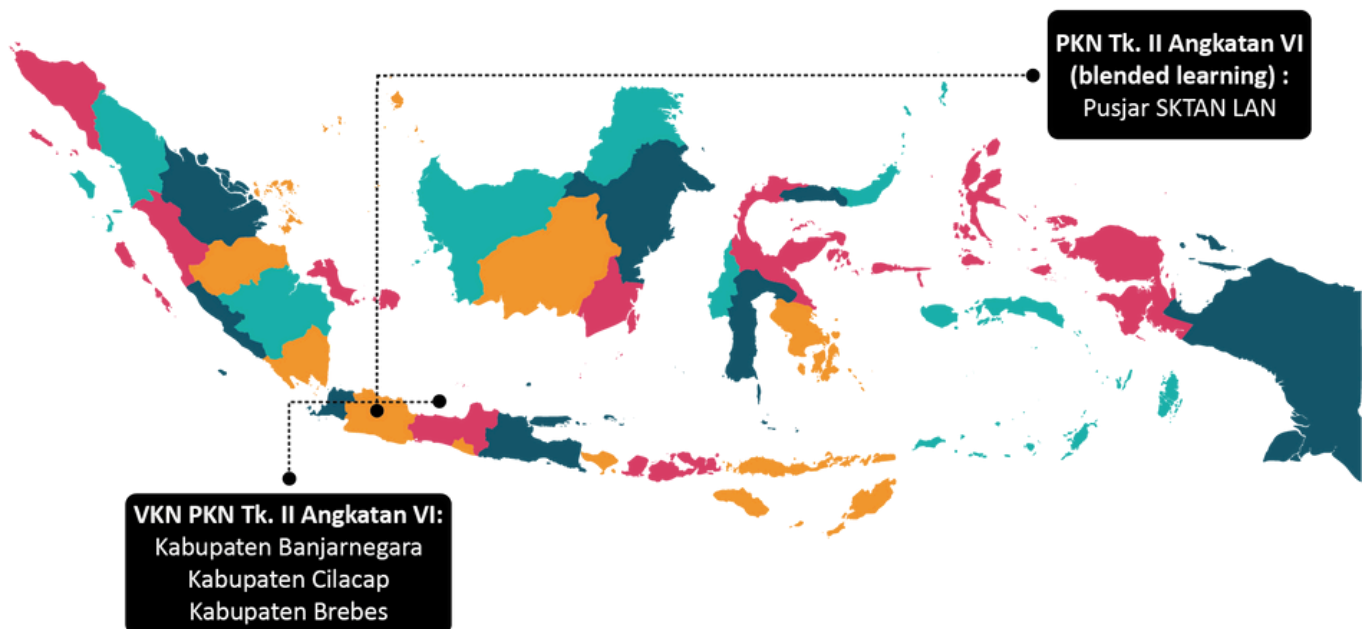 PKN Tk. II Angkatan VI
(blended learning) :
Pusjar SKTAN LAN
VKN PKN Tk. II Angkatan VI:
Kabupaten Banjarnegara
Kabupaten Cilacap
Kabupaten Brebes